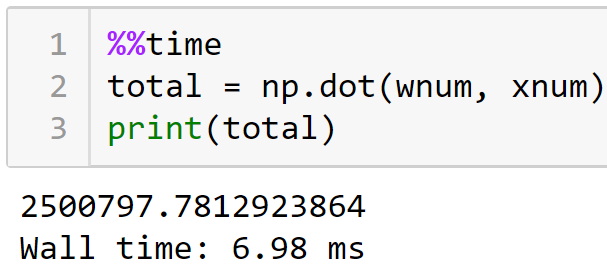 1 %%time
2 total = np.dot(wnum, xnum)
3 print(total)
2500797.7812923864
Wall time: 6.98 ms